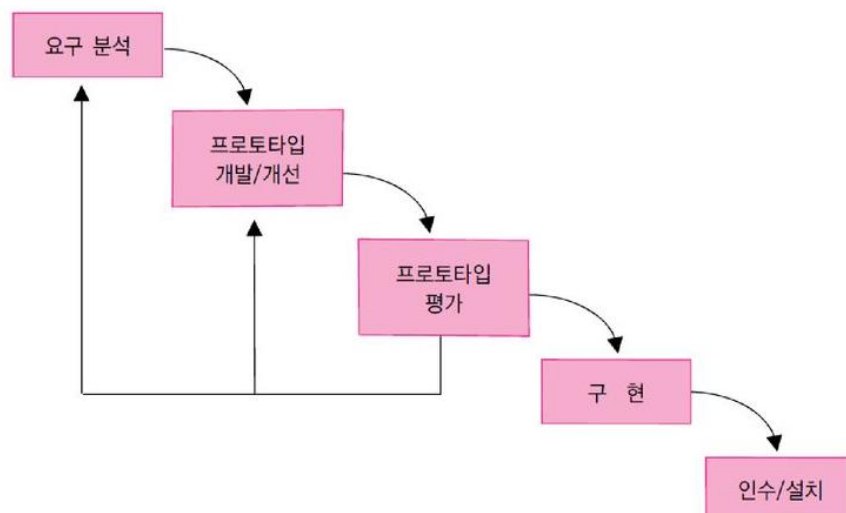 요구 분석
프로토타입
개발/개선
프로토타입
평가
구 현
인수/설치